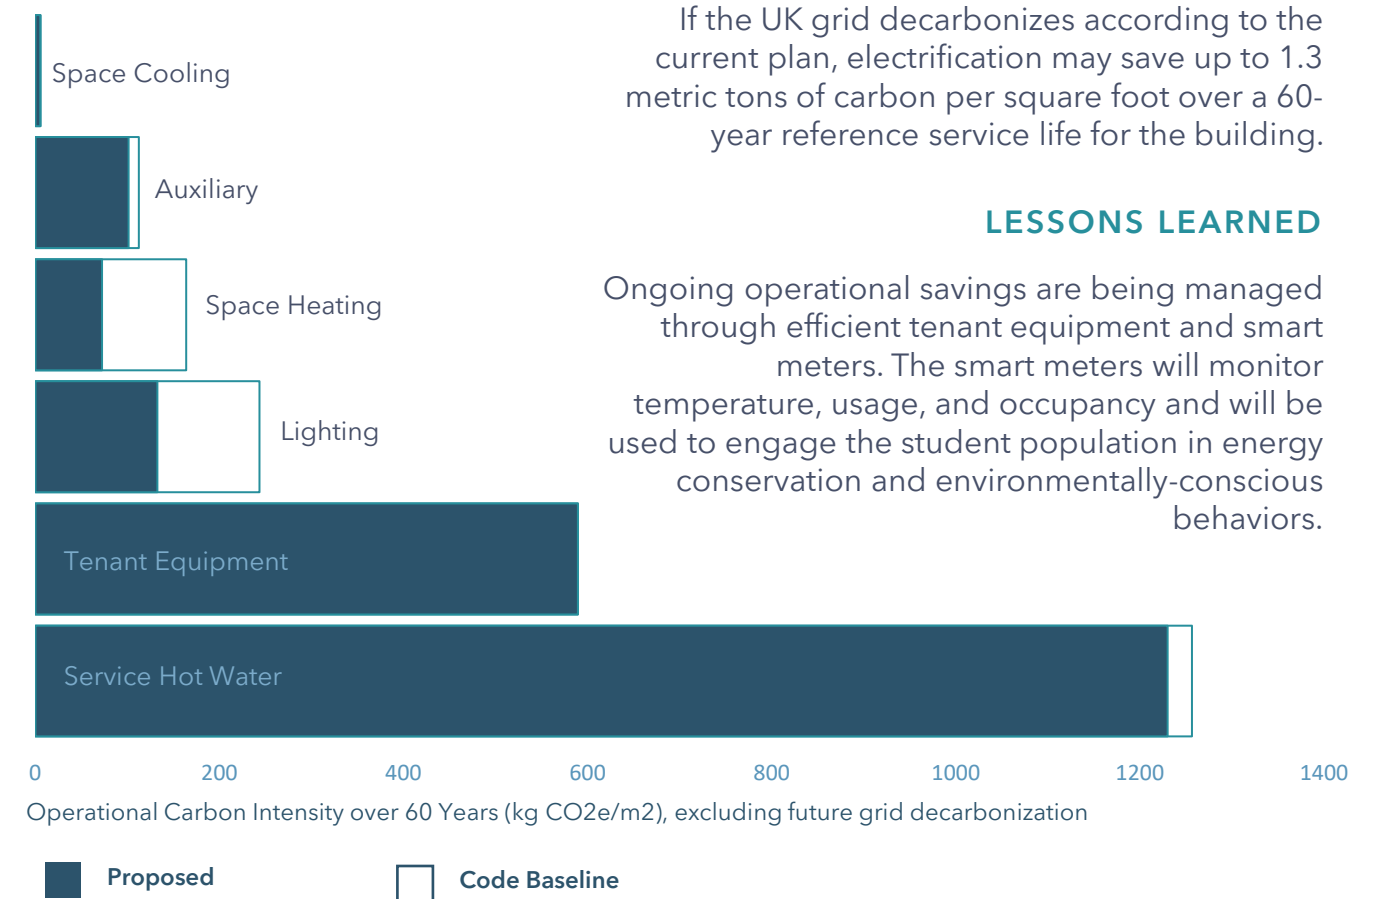 If the UK grid decarbonizes according to the
current plan, electrification may save up to 1.3
metric tons of carbon per square foot over a 60-
year reference service life for the building.
LESSONS LEARNED
Ongoing operational savings are being managed
through efficient tenant equipment and smart
meters. The smart meters will monitor
temperature, usage, and occupancy and will be
used to engage the student population in energy
conservation and environmentally-conscious
behaviors.
Space Cooling
Auxiliary
Space Heating
Lighting
Tenant Equipment
Service Hot Water
0 200 400 600 800 1000 1200 1400
Operational Carbon Intensity over 60 Years (kg CO2e/m2), excluding future grid decarbonization
Proposed Code Baseline